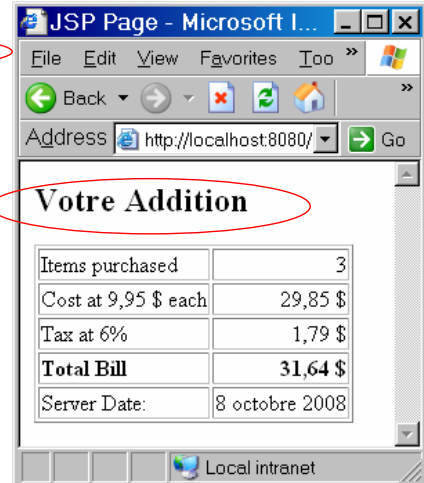 JSP Page - Microsoft I...
File Edit View Favorites Too »
Back »
Address http://localhost:8080/ Go
Votre Addition
Items purchased 3
Cost at 9,95 $ each 29,85 $
Tax at 6% 1,79 $
Total Bill 31,64 $
Server Date: 8 octobre 2008
Local intranet